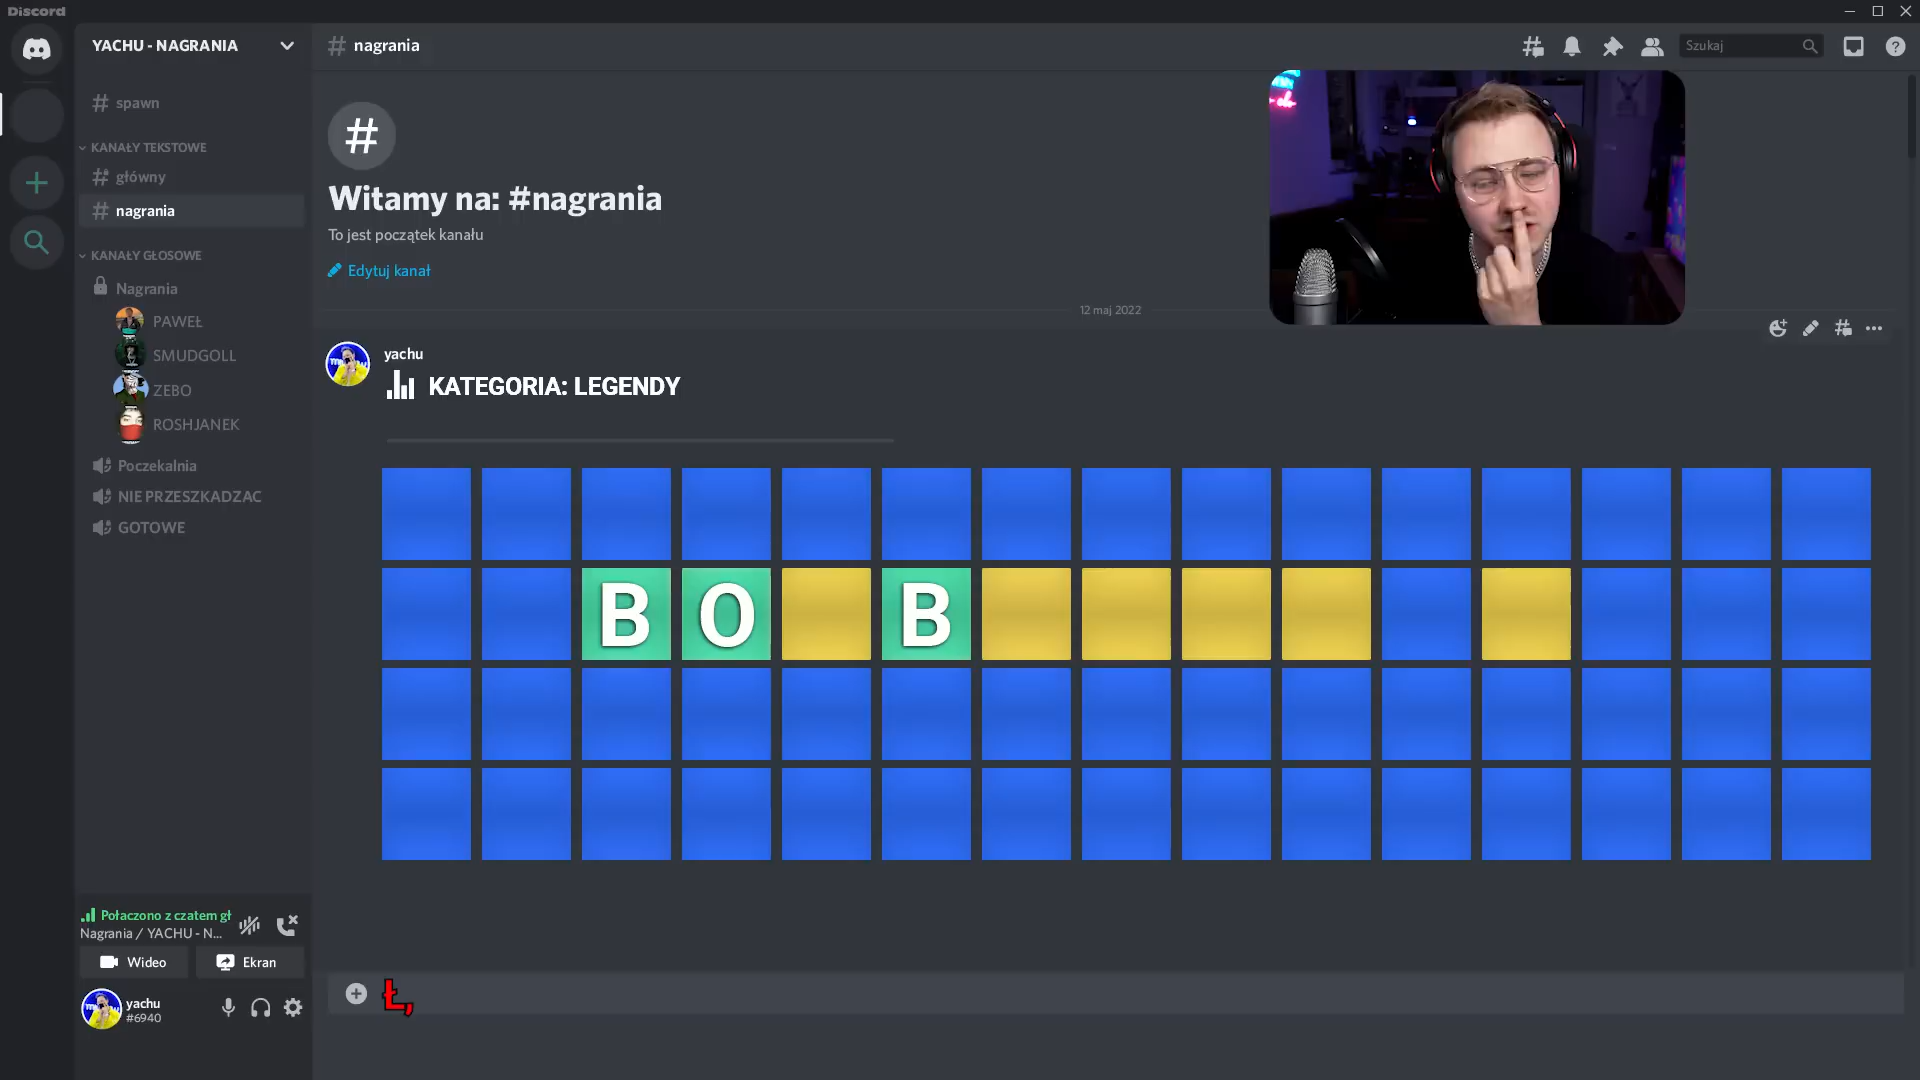 Discord
YACHU - NAGRANIA
nagrania
Szukaj
spawn
KANAŁY TEKSTOWE
główny
nagrania
KANAŁY GŁOSOWE
Nagrania
PAWEŁ
SMUDGOLL
ZEBO
ROSHJANEK
Poczekalnia
NIE PRZESZKADZAC
GOTOWE
#
Witamy na: #nagrania
To jest początek kanału
Edytuj kanał
12 maj 2022
yachu
KATEGORIA: LEGENDY
B O B
Połaczono z czatem gł
Nagrania / YACHU - N...
Wideo
Ekran
yachu
#6940
Ł,